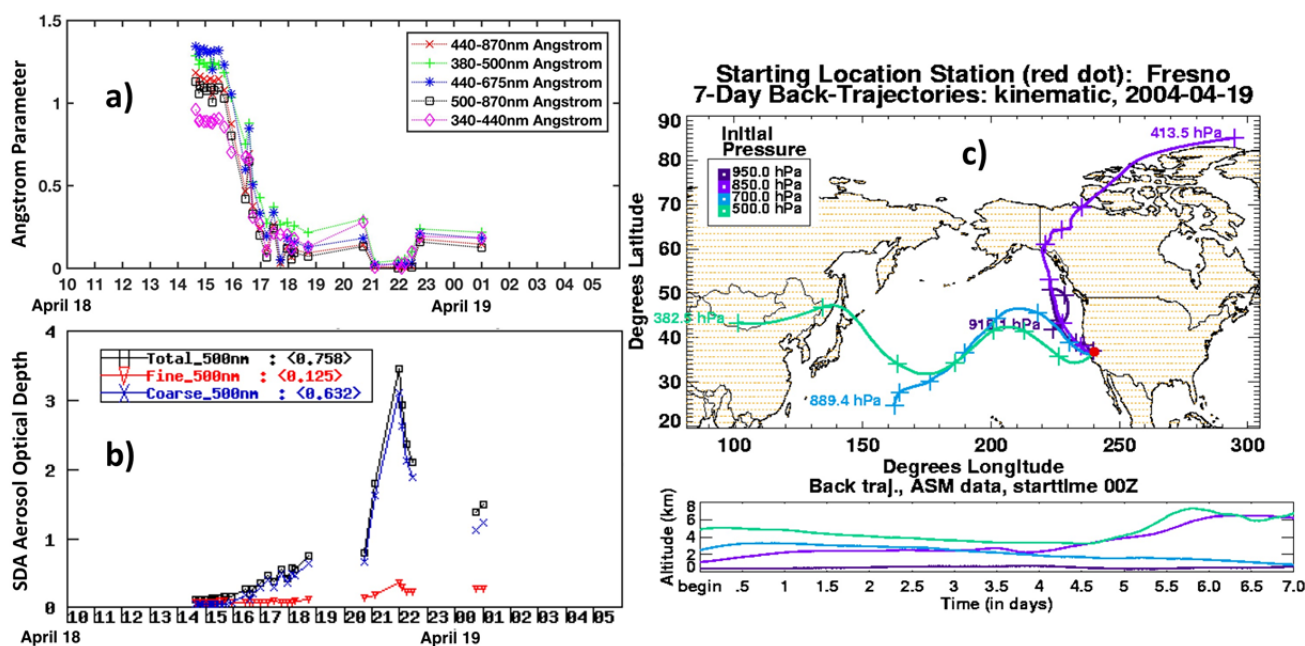 a)
Angstrom Parameter
1.5
1
0.5
0
440-870nm Angstrom
380-500nm Angstrom
440-675nm Angstrom
500-870nm Angstrom
340-440nm Angstrom
10 11 12 13 14 15 16 17 18 19 20 21 22 23 00 01 02 03 04 05
April 18
April 19
b)
SDA Aerosol Optical Depth
4
3
2
1
0
Total_500nm : <0.758>
Fine_500nm : <0.125>
Coarse_500nm : <0.632>
10 11 12 13 14 15 16 17 18 19 20 21 22 23 00 01 02 03 04 05
April 18
April 19
Starting Location Station (red dot): Fresno
7-Day Back-Trajectories: kinematic, 2004-04-19
c)
Degrees Latitude
90
80
70
60
50
40
30
20
Initial
Pressure
950.0 hPa
850.0 hPa
700.0 hPa
500.0 hPa
413.5 hPa
hPa
889.4 hPa
100 150 200 250 300
Degrees Longitude
Back traj., ASM data, starttime 00Z
Altitude (km)
8
6
4
2
0
begin .5 1 1.5 2 2.5 3 3.5 4 4.5 5 5.5 6.0 6.5 7.0
Time (in days)